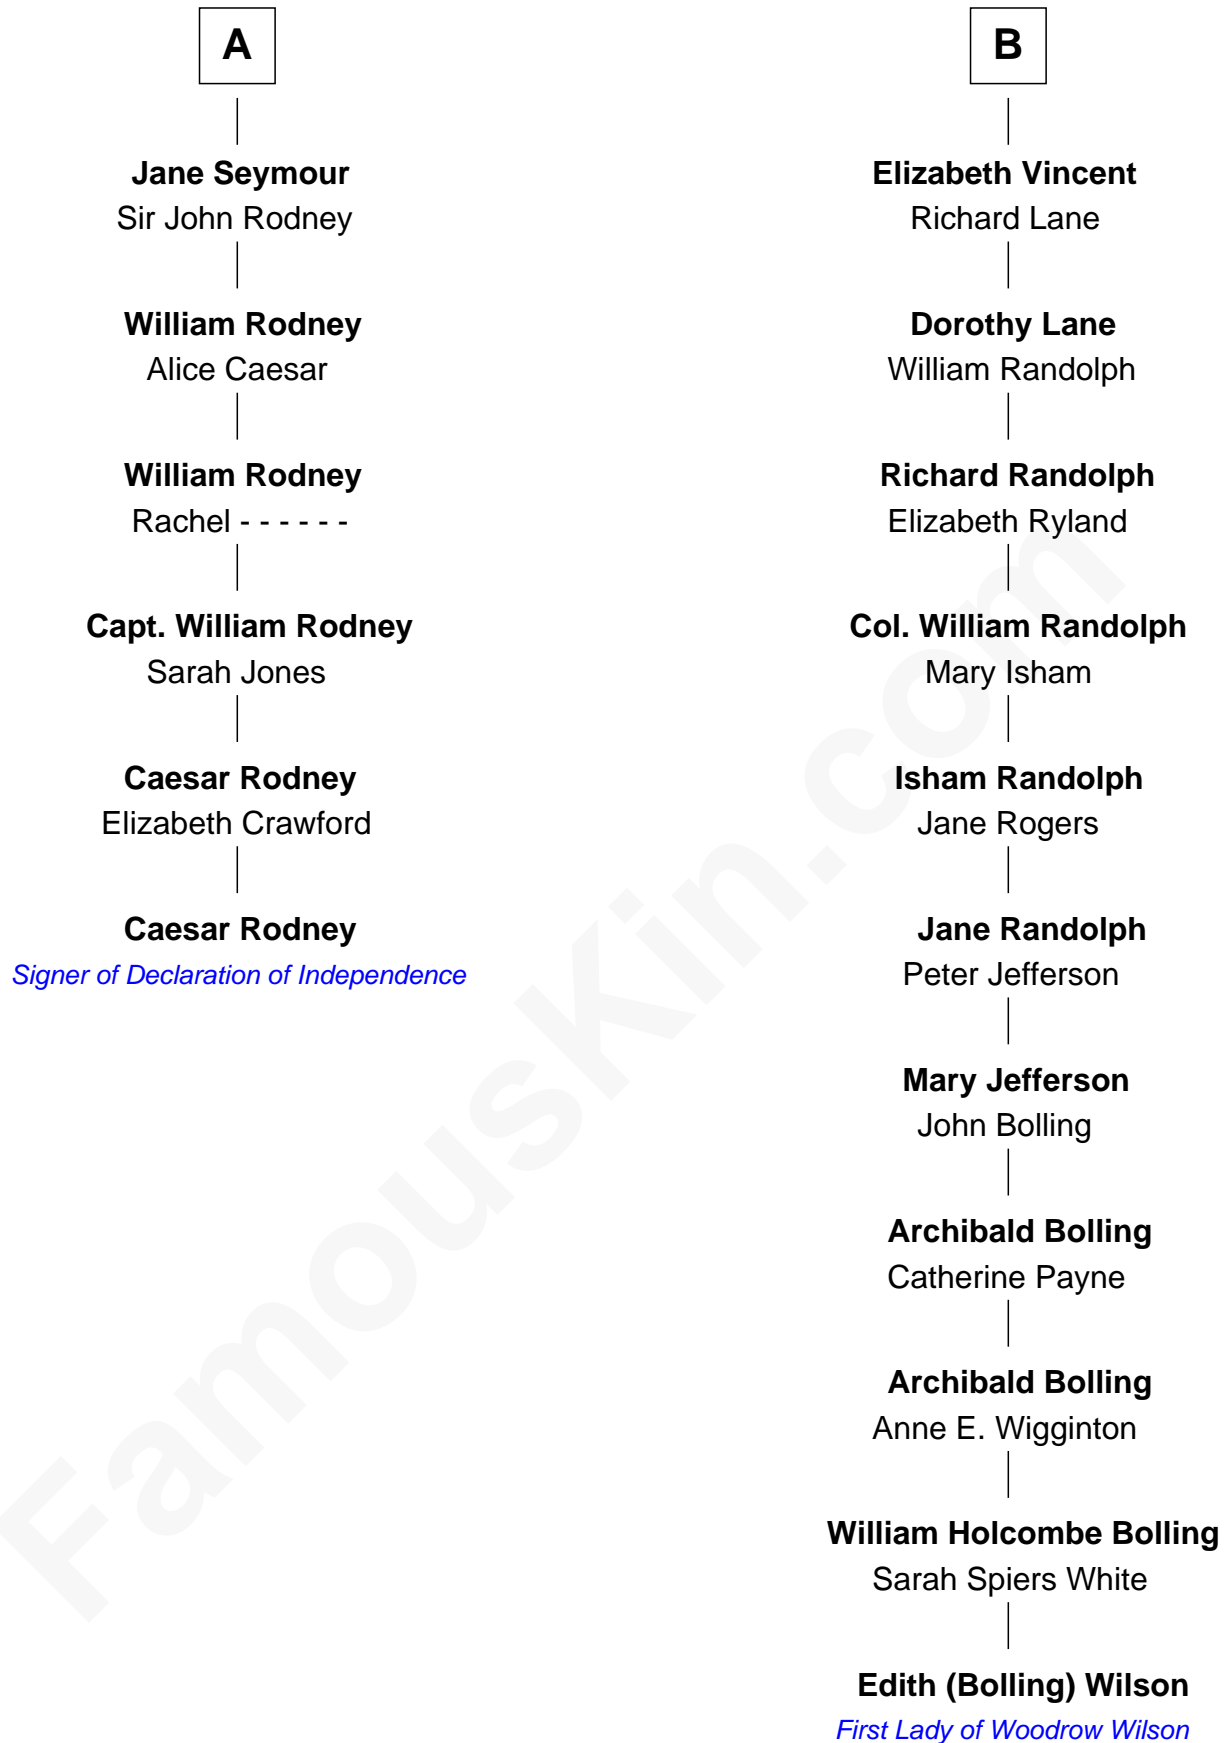 A
Jane Seymour
Sir John Rodney
William Rodney
Alice Caesar
William Rodney
Rachel - - - - - -
Capt. William Rodney
Sarah Jones
Caesar Rodney
Elizabeth Crawford
Caesar Rodney
Signer of Declaration of Independence
B
Elizabeth Vincent
Richard Lane
Dorothy Lane
William Randolph
Richard Randolph
Elizabeth Ryland
Col. William Randolph
Mary Isham
Isham Randolph
Jane Rogers
Jane Randolph
Peter Jefferson
Mary Jefferson
John Bolling
Archibald Bolling
Catherine Payne
Archibald Bolling
Anne E. Wigginton
William Holcombe Bolling
Sarah Spiers White
Edith (Bolling) Wilson
First Lady of Woodrow Wilson
FamousKin.com